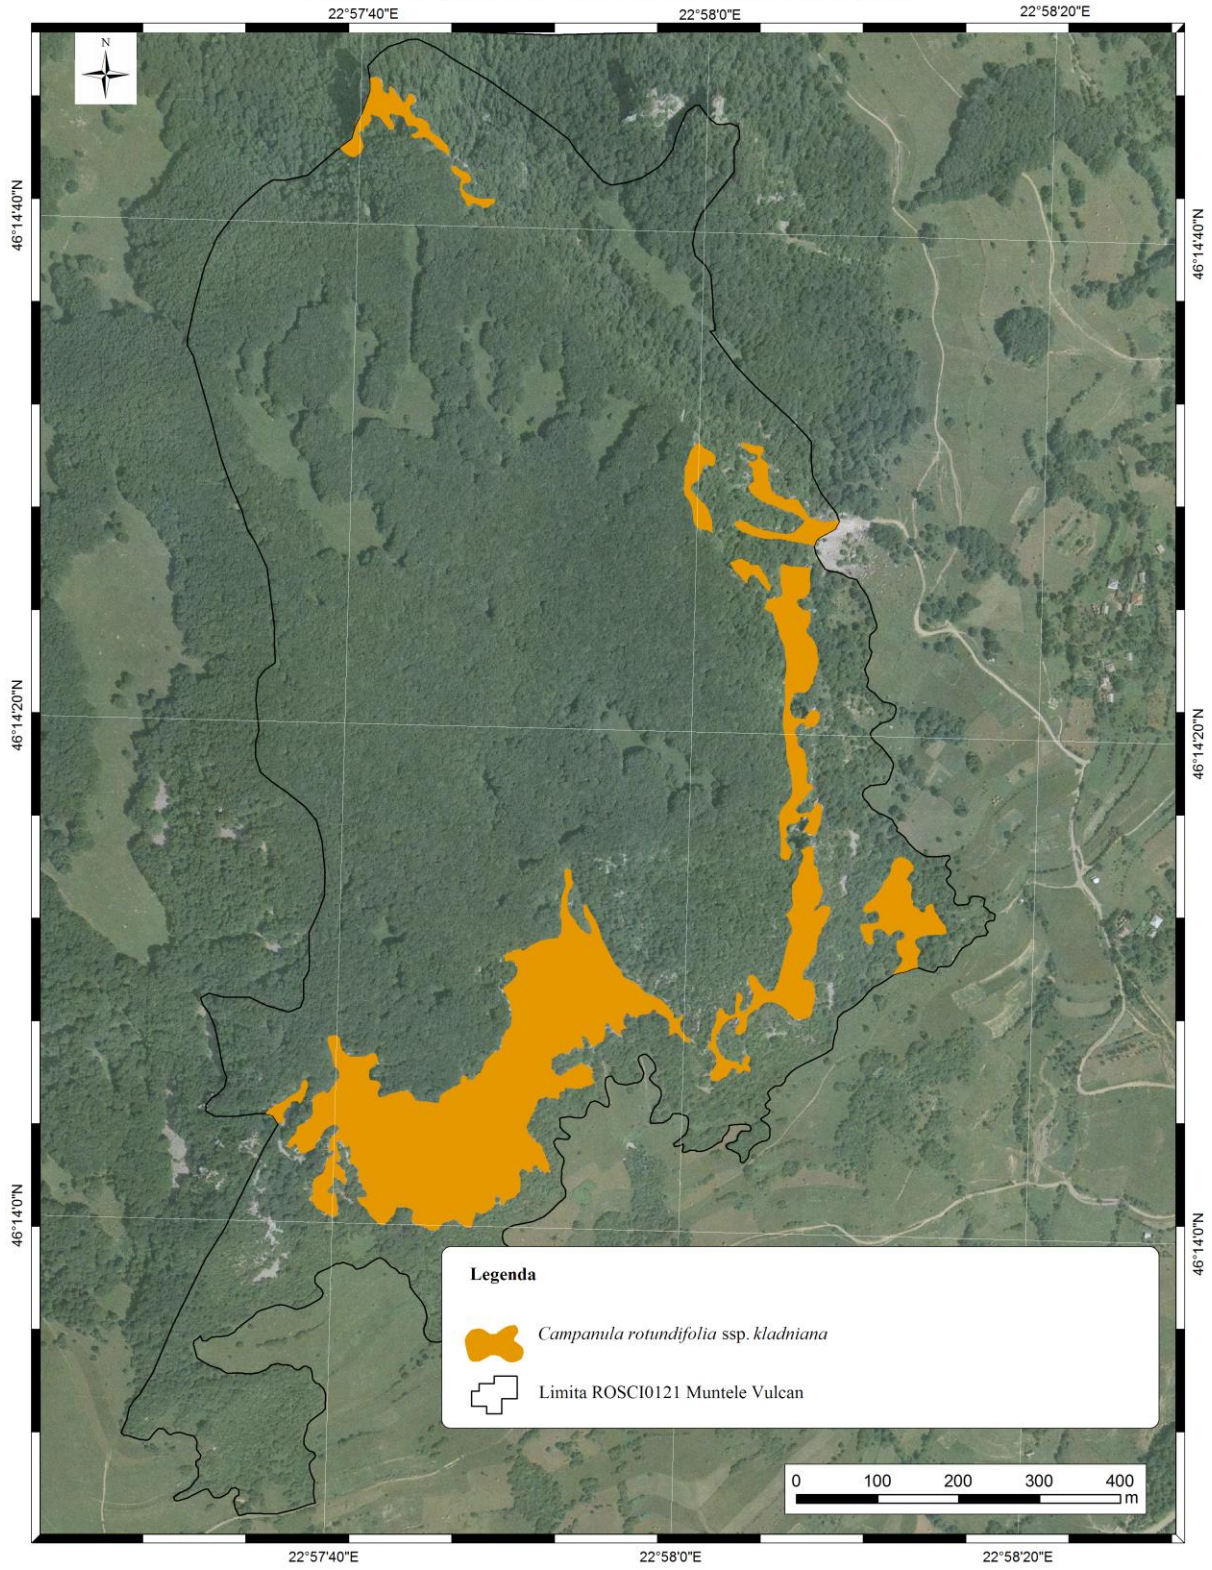 22°57'40"E
22°58'0"E
22°58'20"E
N
46°14'40"N
46°14'40"N
46°14'20"N
46°14'20"N
46°14'0"N
46°14'0"N
Legenda
Campanula rotundifolia ssp. kladniana
Limita ROSCI0121 Muntele Vulcan
0 100 200 300 400
m
22°57'40"E
22°58'0"E
22°58'20"E